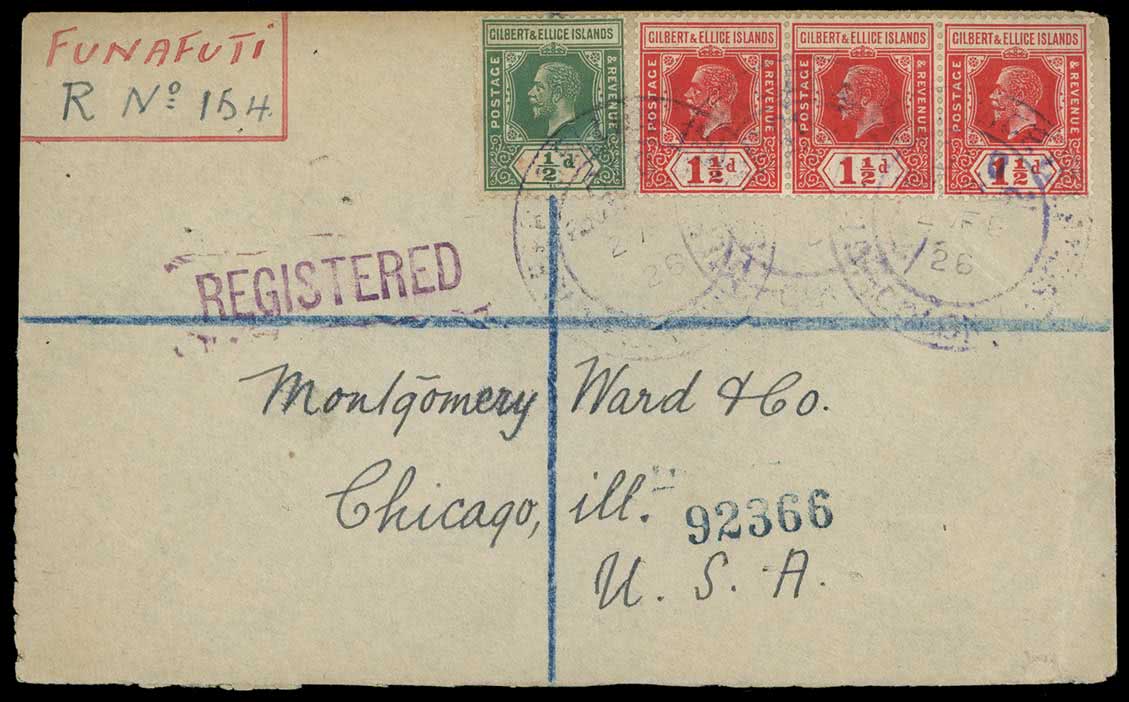 FUNAFUTI
R Nº 154
GILBERT & ELLICE ISLANDS
POSTAGE & REVENUE
½d
GILBERT & ELLICE ISLANDS
POSTAGE & REVENUE
1½d
GILBERT & ELLICE ISLANDS
POSTAGE & REVENUE
1½d
GILBERT & ELLICE ISLANDS
POSTAGE & REVENUE
1½d
26
26
REGISTERED
Montgomery Ward & Co.
Chicago, ill.
92366
U. S. A.